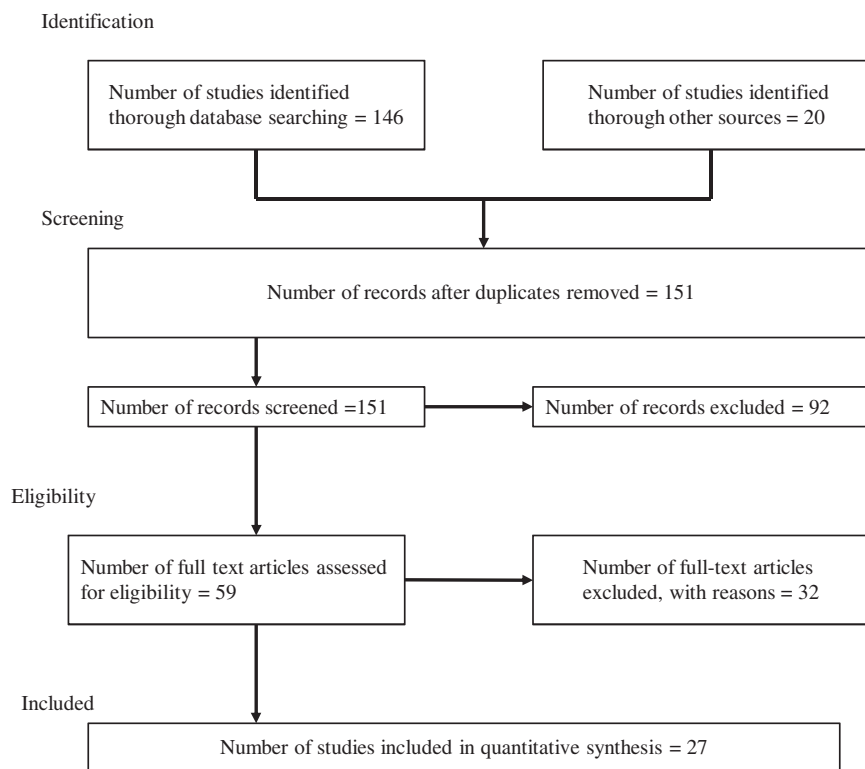 Identification
Number of studies identified
thorough database searching = 146
Number of studies identified
thorough other sources = 20
Screening
Number of records after duplicates removed = 151
Number of records screened =151
Number of records excluded = 92
Eligibility
Number of full text articles assessed
for eligibility = 59
Number of full-text articles
excluded, with reasons = 32
Included
Number of studies included in quantitative synthesis = 27